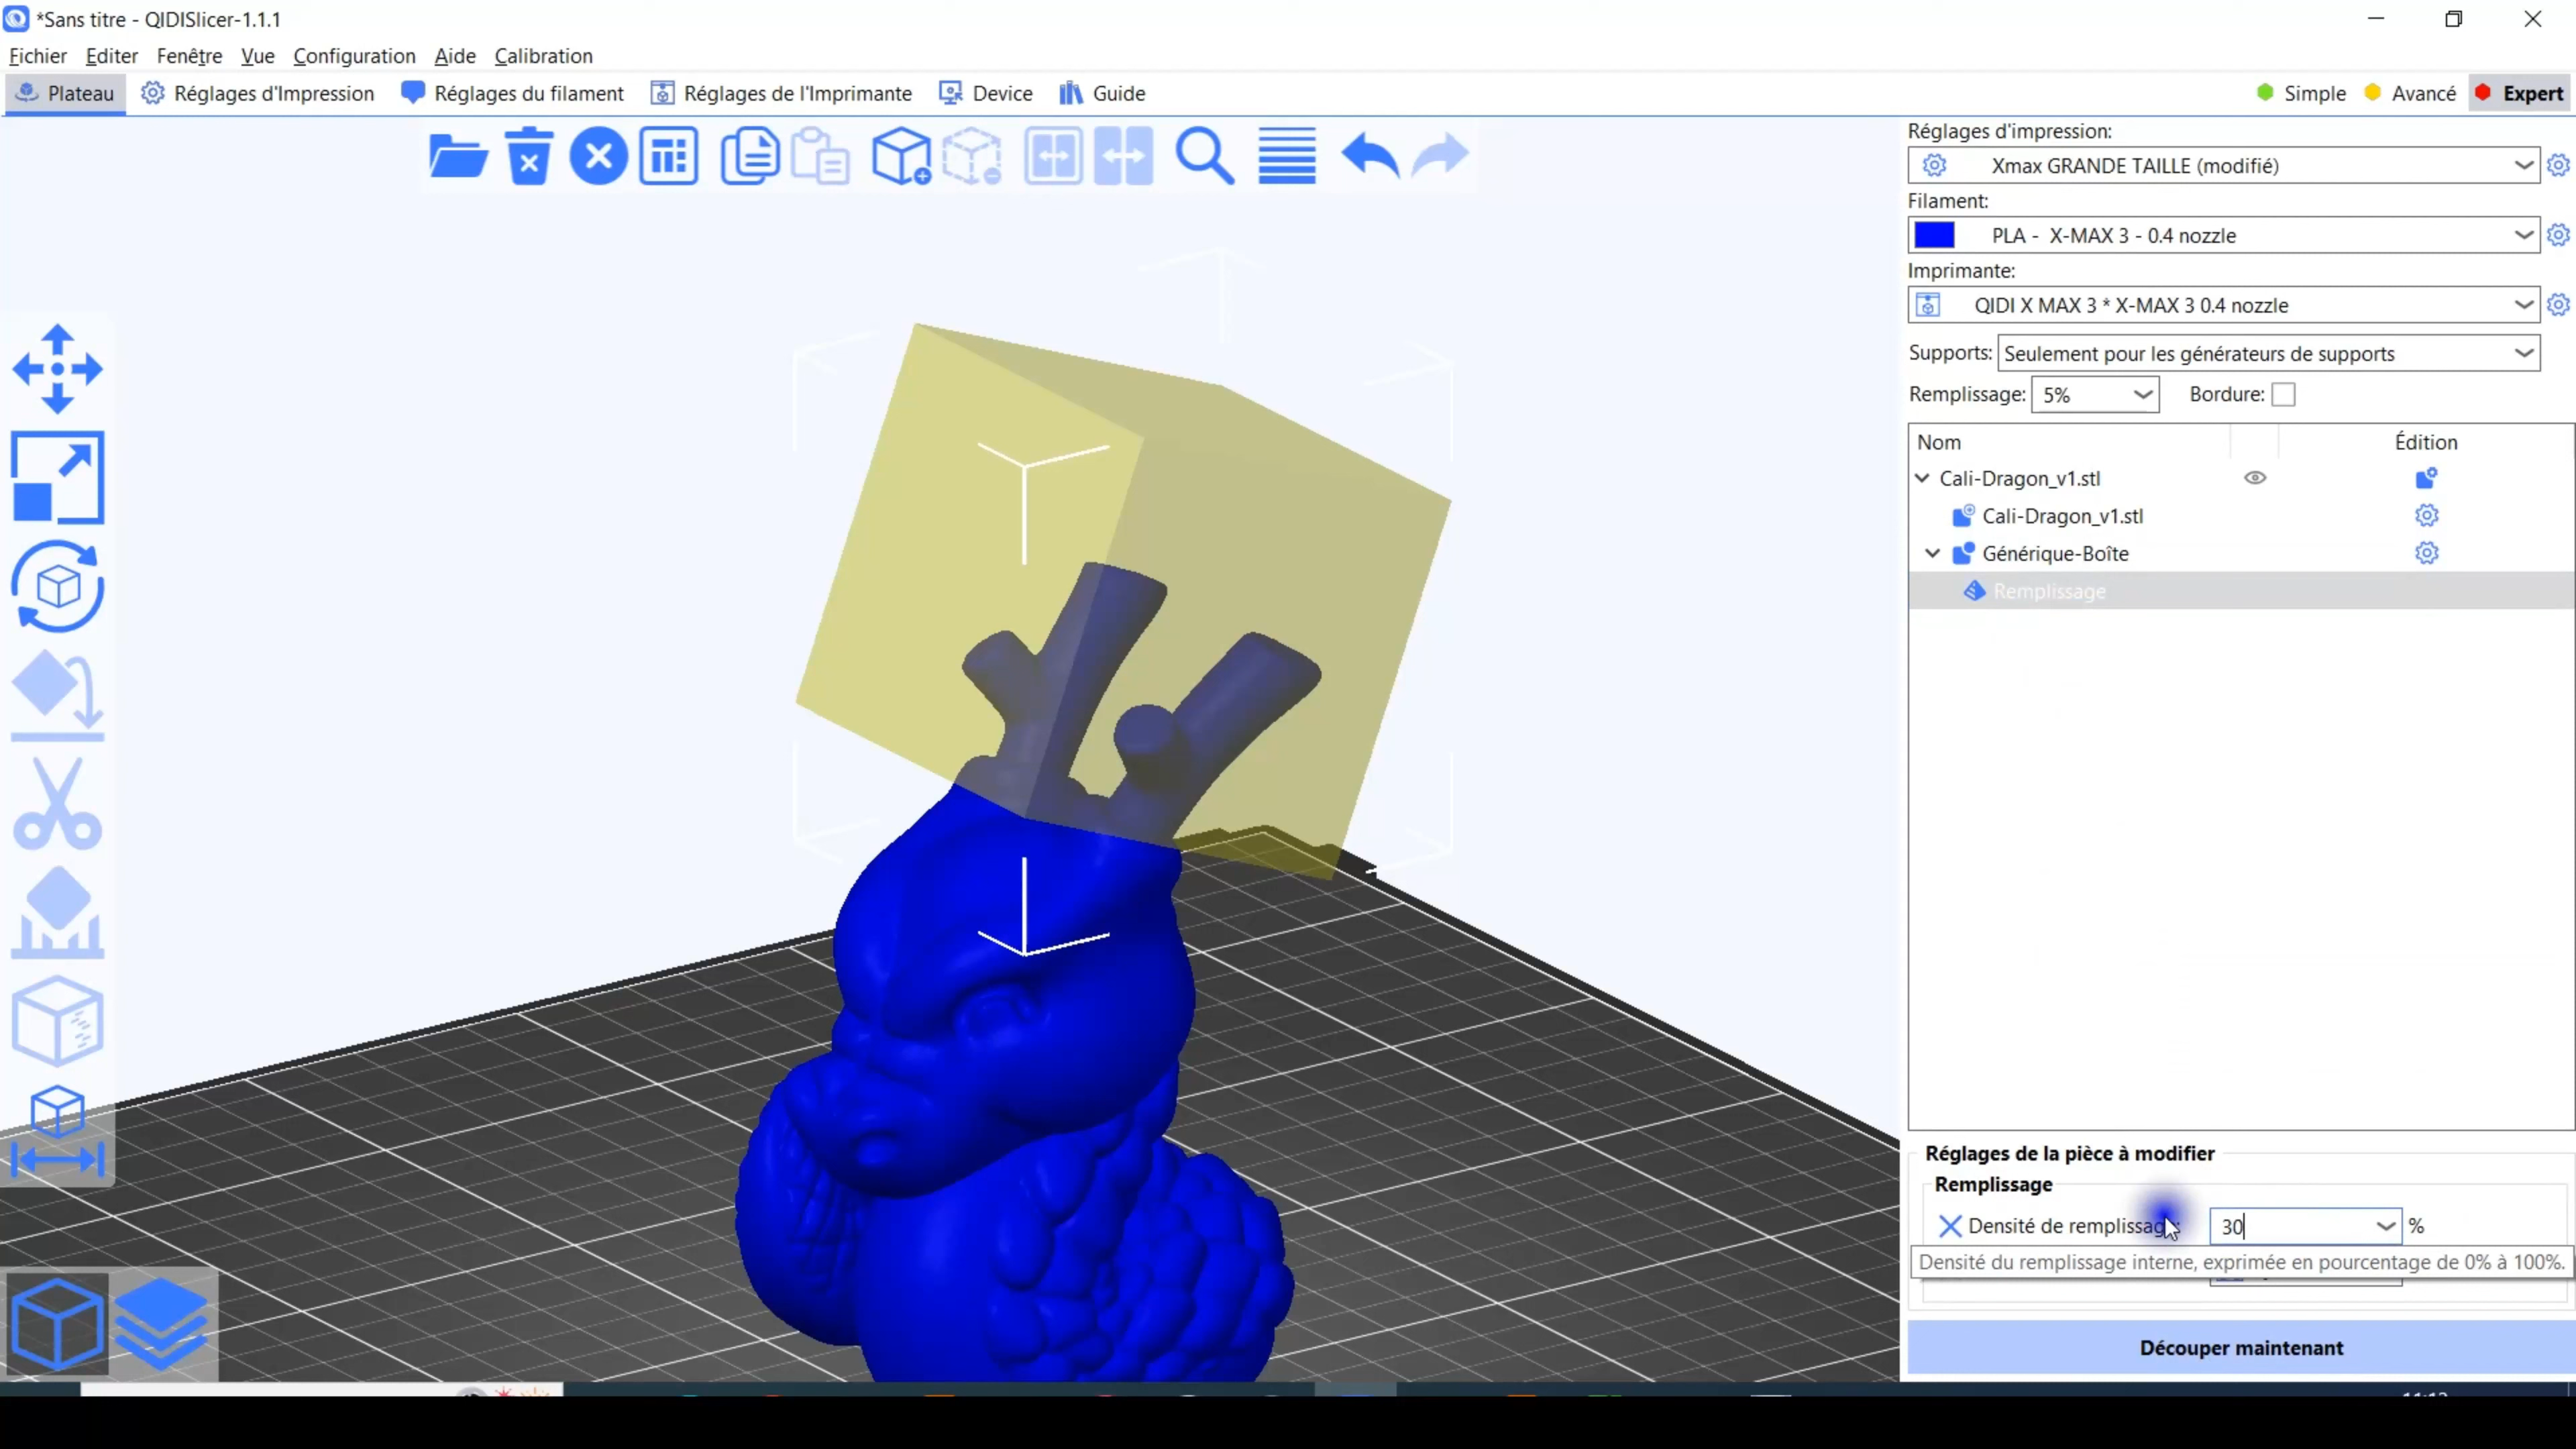 *Sans titre - QIDISlicer-1.1.1
Fichier Editer Fenêtre Vue Configuration Aide Calibration
Plateau Réglages d'Impression Réglages du filament Réglages de l'Imprimante Device Guide Simple Avancé Expert
Réglages d'impression:
Xmax GRANDE TAILLE (modifié)
Filament:
PLA - X-MAX 3 - 0.4 nozzle
Imprimante:
QIDI X MAX 3 * X-MAX 3 0.4 nozzle
Supports: Seulement pour les générateurs de supports
Remplissage: 5% Bordure:
Nom Édition
Cali-Dragon_v1.stl
Cali-Dragon_v1.stl
Générique-Boîte
Remplissage
Réglages de la pièce à modifier
Remplissage
Densité de remplissage: 30 %
Densité du remplissage interne, exprimée en pourcentage de 0% à 100%.
Découper maintenant